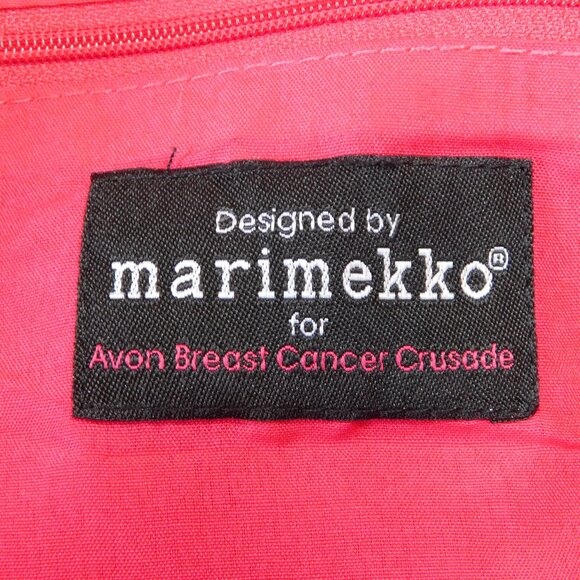 Designed by
marimekko®
for
Avon Breast Cancer Crusade